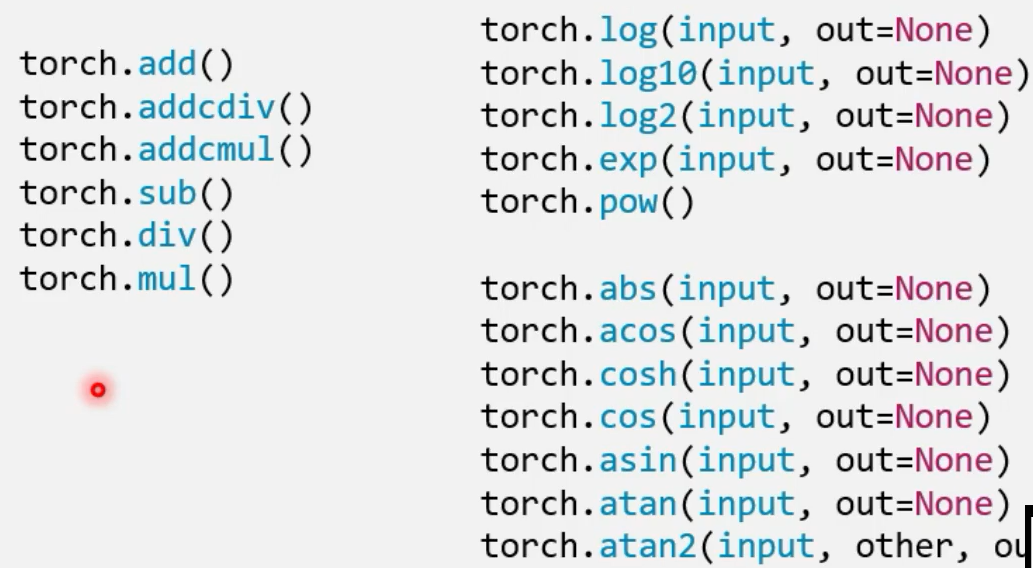 torch.add()
torch.addcdiv()
torch.addcmul()
torch.sub()
torch.div()
torch.mul()
torch.log(input, out=None)
torch.log10(input, out=None)
torch.log2(input, out=None)
torch.exp(input, out=None)
torch.pow()
torch.abs(input, out=None)
torch.acos(input, out=None)
torch.cosh(input, out=None)
torch.cos(input, out=None)
torch.asin(input, out=None)
torch.atan(input, out=None)
torch.atan2(input, other, ou